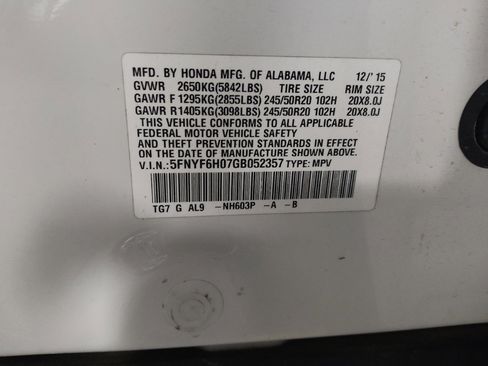 MFD. BY HONDA MFG. OF ALABAMA, LLC 12/'15
GVWR 2650KG(5842LBS) TIRE SIZE RIM SIZE
GAWR F 1295KG(2855LBS) 245/50R20 102H 20X8.0J
GAWR R1405KG(3098LBS) 245/50R20 102H 20X8.0J
THIS VEHICLE CONFORMS TO ALL APPLICABLE
FEDERAL MOTOR VEHICLE SAFETY
AND THEFT PREVENTION STANDARDS IN EFFECT
ON THE DATE OF MANUFACTURE SHOWN ABOVE.
V.I.N.: 5FNYF6H07GB052357 TYPE: MPV
TG7 G AL9 -NH603P -A -B